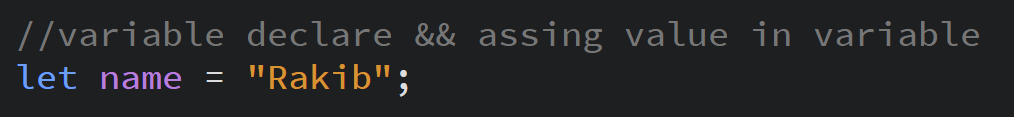 //variable declare && assing value in variable
let name = "Rakib";